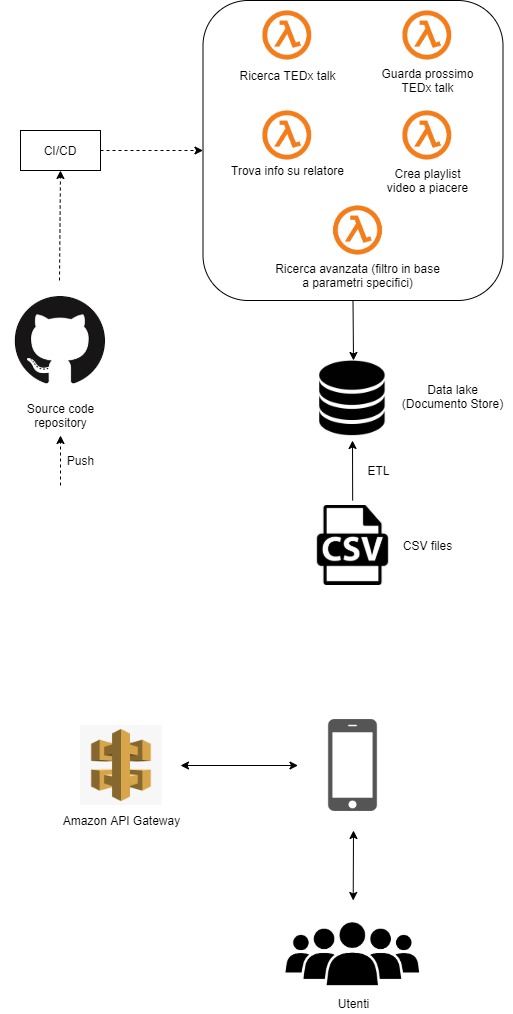 Ricerca TEDx talk
Guarda prossimo
TEDx talk
CI/CD
Trova info su relatore
Crea playlist
video a piacere
Ricerca avanzata (filtro in base
a parametri specifici)
Source code
repository
Data lake
(Documento Store)
Push
ETL
CSV
CSV files
Amazon API Gateway
Utenti